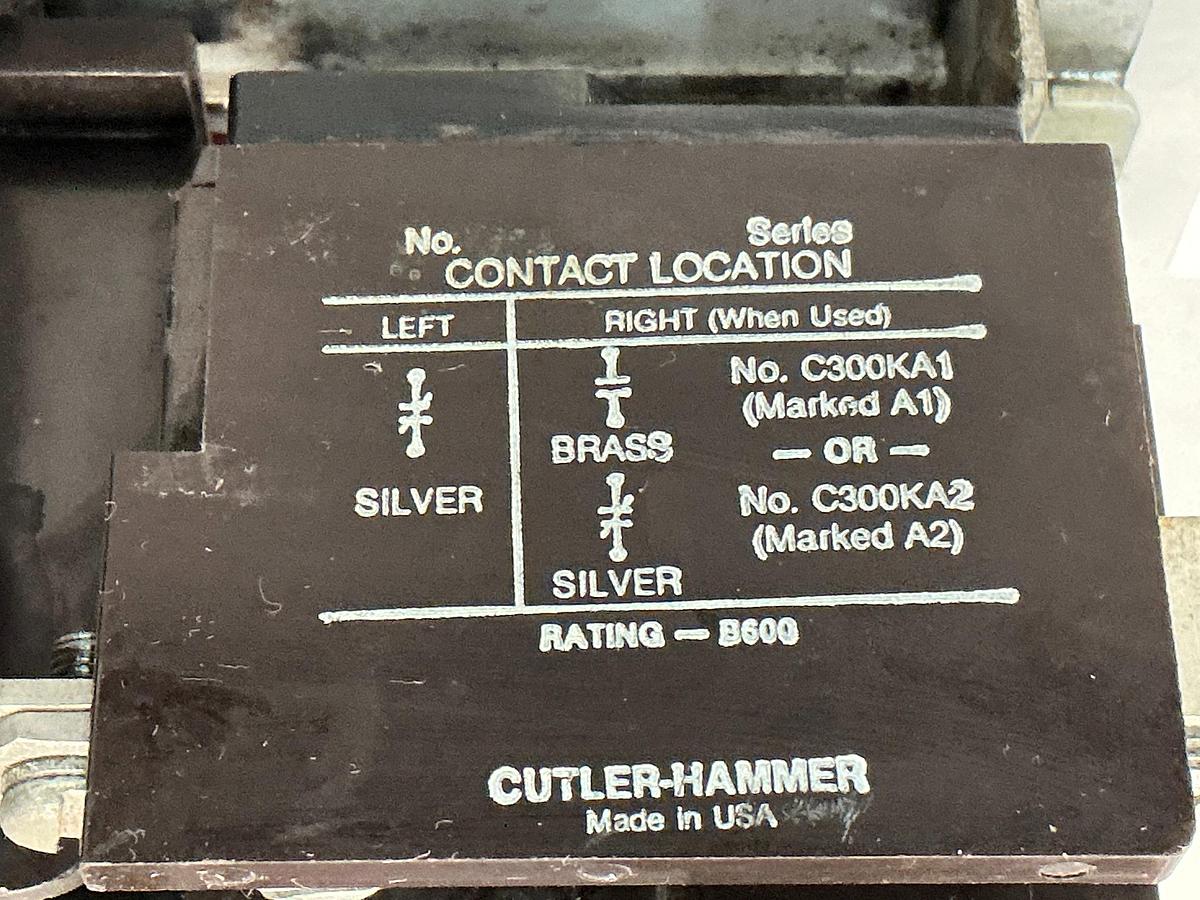 No. Series
CONTACT LOCATION
LEFT RIGHT (When Used)
No. C300KA1
(Marked A1)
BRASS — OR —
SILVER No. C300KA2
(Marked A2)
SILVER
RATING — B600
CUTLER-HAMMER
Made in USA